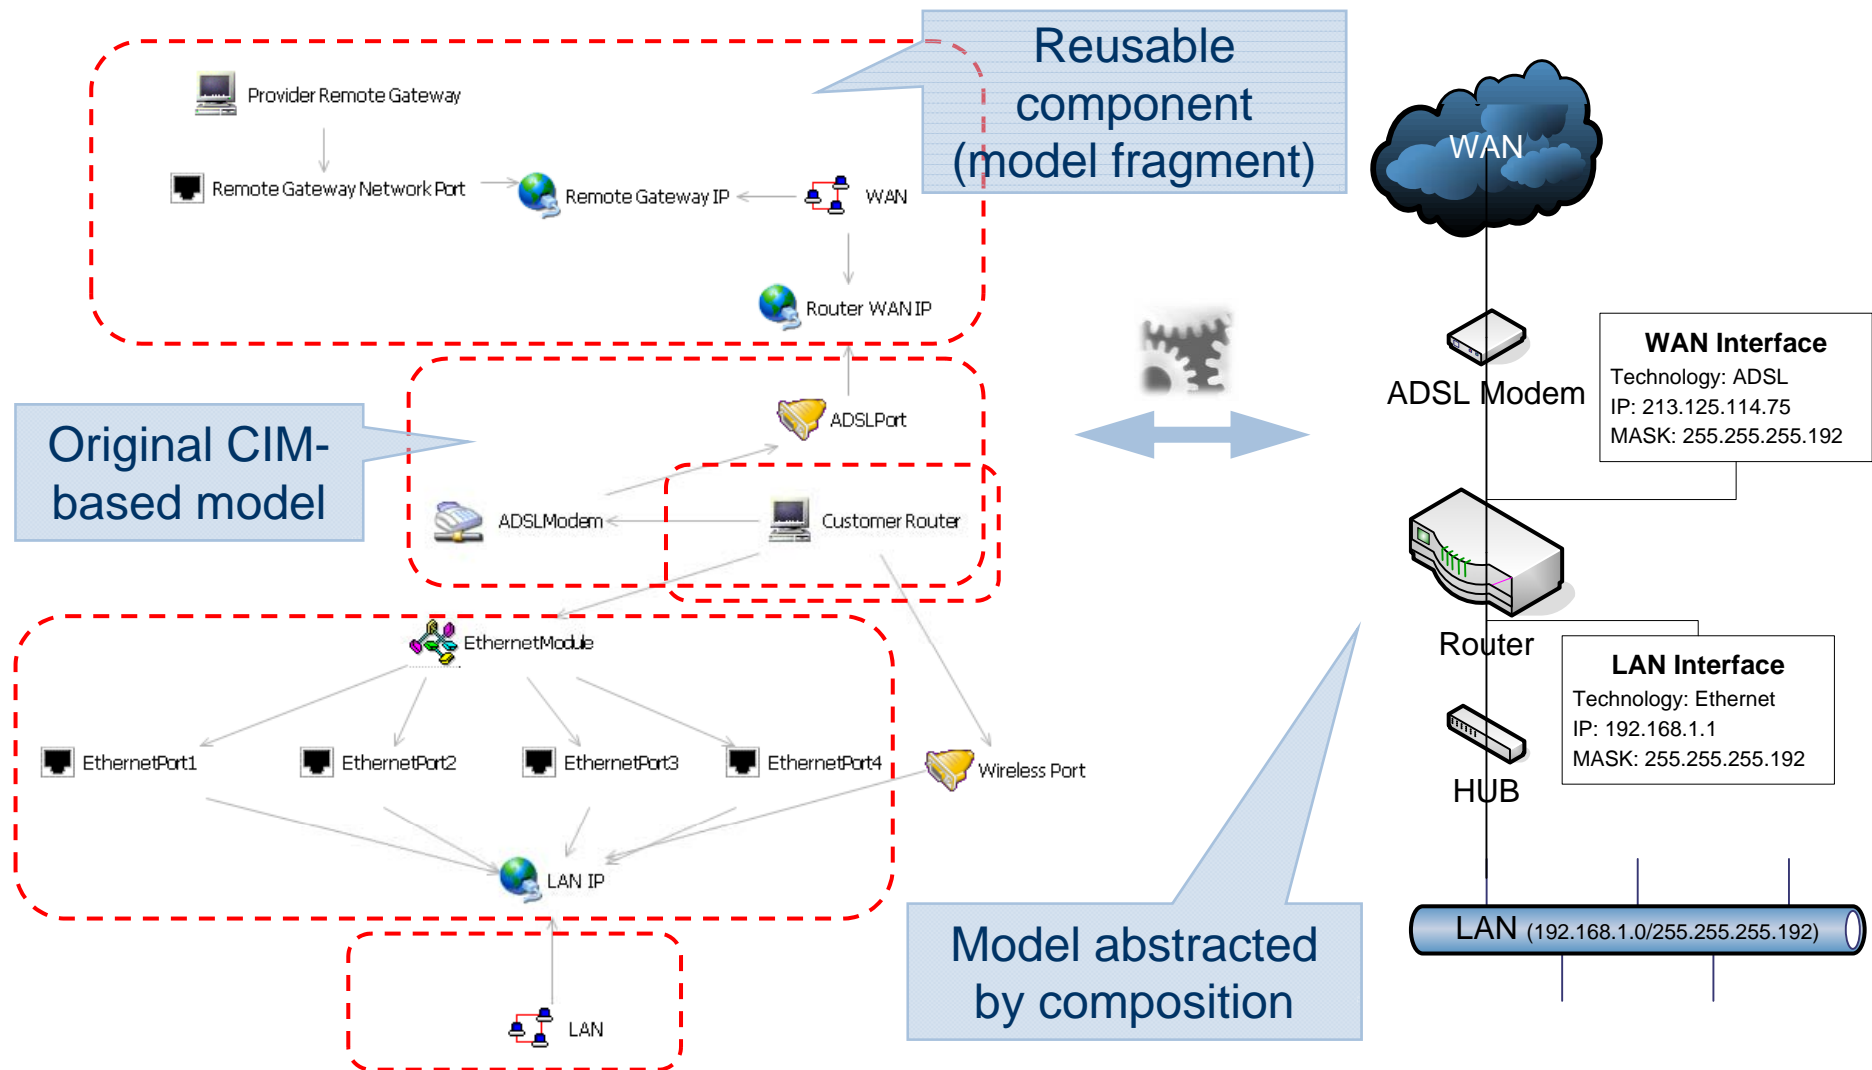 Reusable
component
(model fragment)
Provider Remote Gateway
Remote Gateway Network Port
Remote Gateway IP
WAN
Router WAN IP
Original CIM-
based model
ADSLPort
ADSLModem
Customer Router
EthernetModule
EthernetPort1
EthernetPort2
EthernetPort3
EthernetPort4
Wireless Port
LAN IP
LAN
Model abstracted
by composition
WAN
ADSL Modem
WAN Interface
Technology: ADSL
IP: 213.125.114.75
MASK: 255.255.255.192
Router
LAN Interface
Technology: Ethernet
IP: 192.168.1.1
MASK: 255.255.255.192
HUB
LAN (192.168.1.0/255.255.255.192)